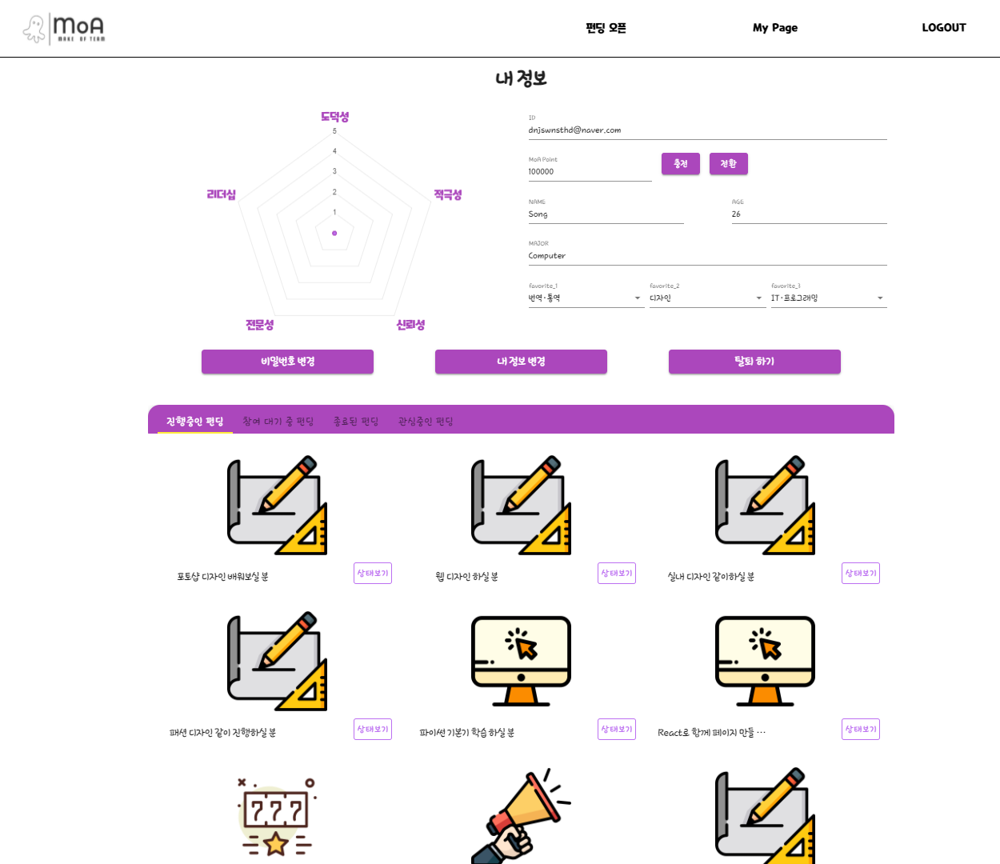 MoA
MAKE OF TEAM
펀딩 오픈
My Page
LOGOUT
내 정보
도덕성
5
4
3
2
1
리더십
적극성
전문성
신뢰성
ID
dnjswnsthd@naver.com
MoA Point
100000
충전
전환
NAME
Song
AGE
26
MAJOR
Computer
favorite_1
번역·통역
favorite_2
디자인
favorite_3
IT·프로그래밍
비밀번호 변경
내 정보 변경
탈퇴 하기
진행중인 펀딩
참여 대기 중 펀딩
종료된 펀딩
관심중인 펀딩
포토샵 디자인 배워보실 분
상태보기
웹 디자인 하실 분
상태보기
실내 디자인 같이하실 분
상태보기
패션 디자인 같이 진행하실 분
상태보기
파이썬 기본기 학습 하실 분
상태보기
React로 함께 페이지 만들 …
상태보기
777